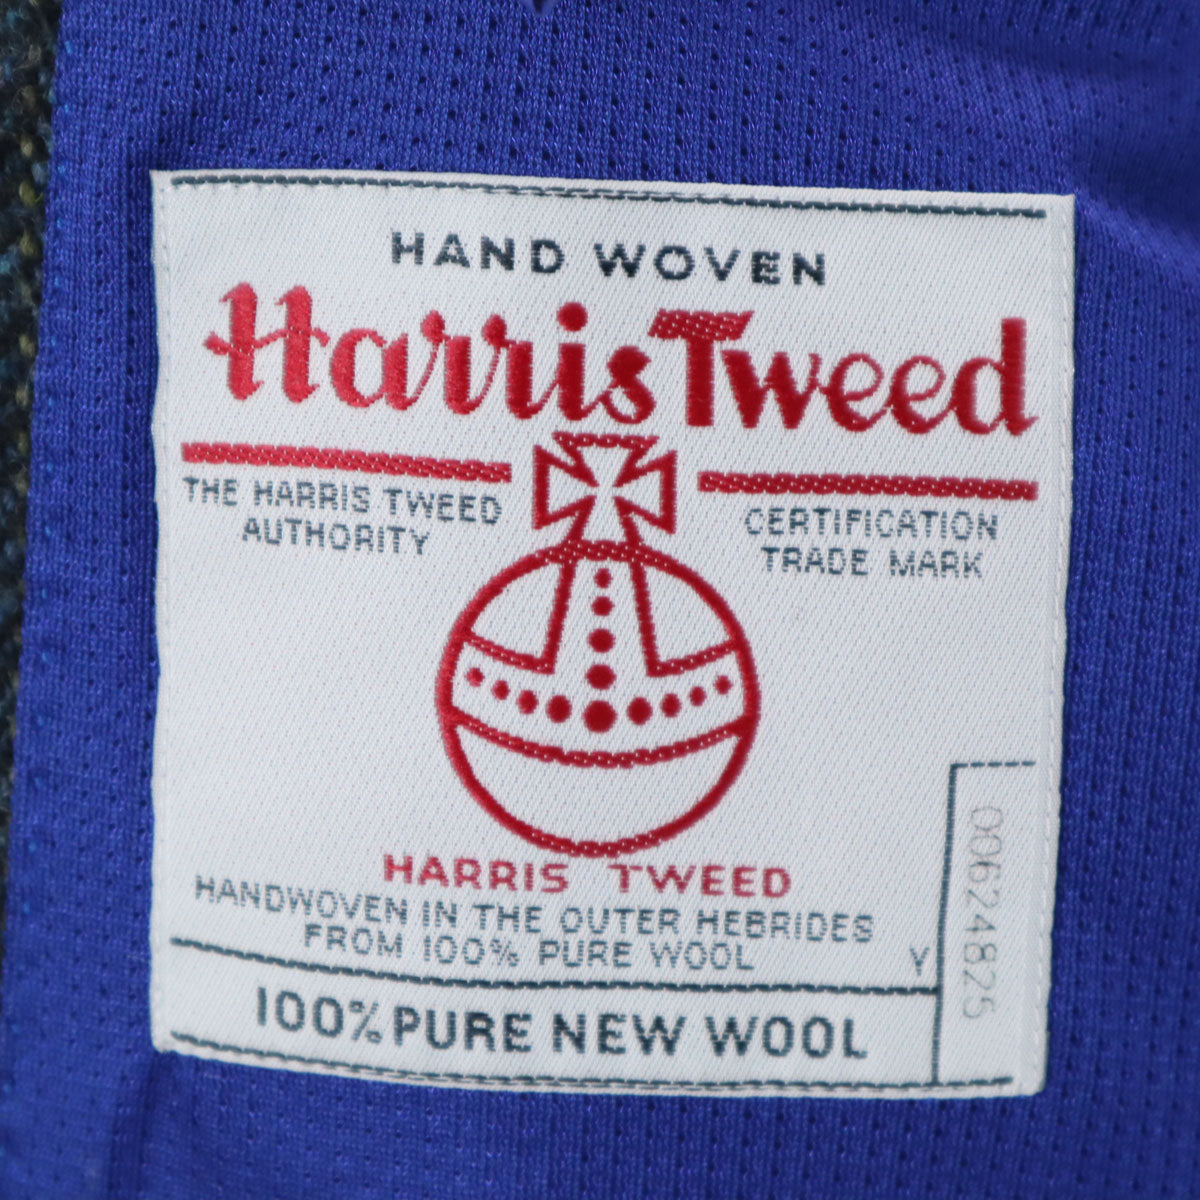 HAND WOVEN
Harris Tweed
THE HARRIS TWEED
AUTHORITY
CERTIFICATION
TRADE MARK
HARRIS TWEED
HANDWOVEN IN THE OUTER HEBRIDES
FROM 100% PURE WOOL
Y
100% PURE NEW WOOL
00624825